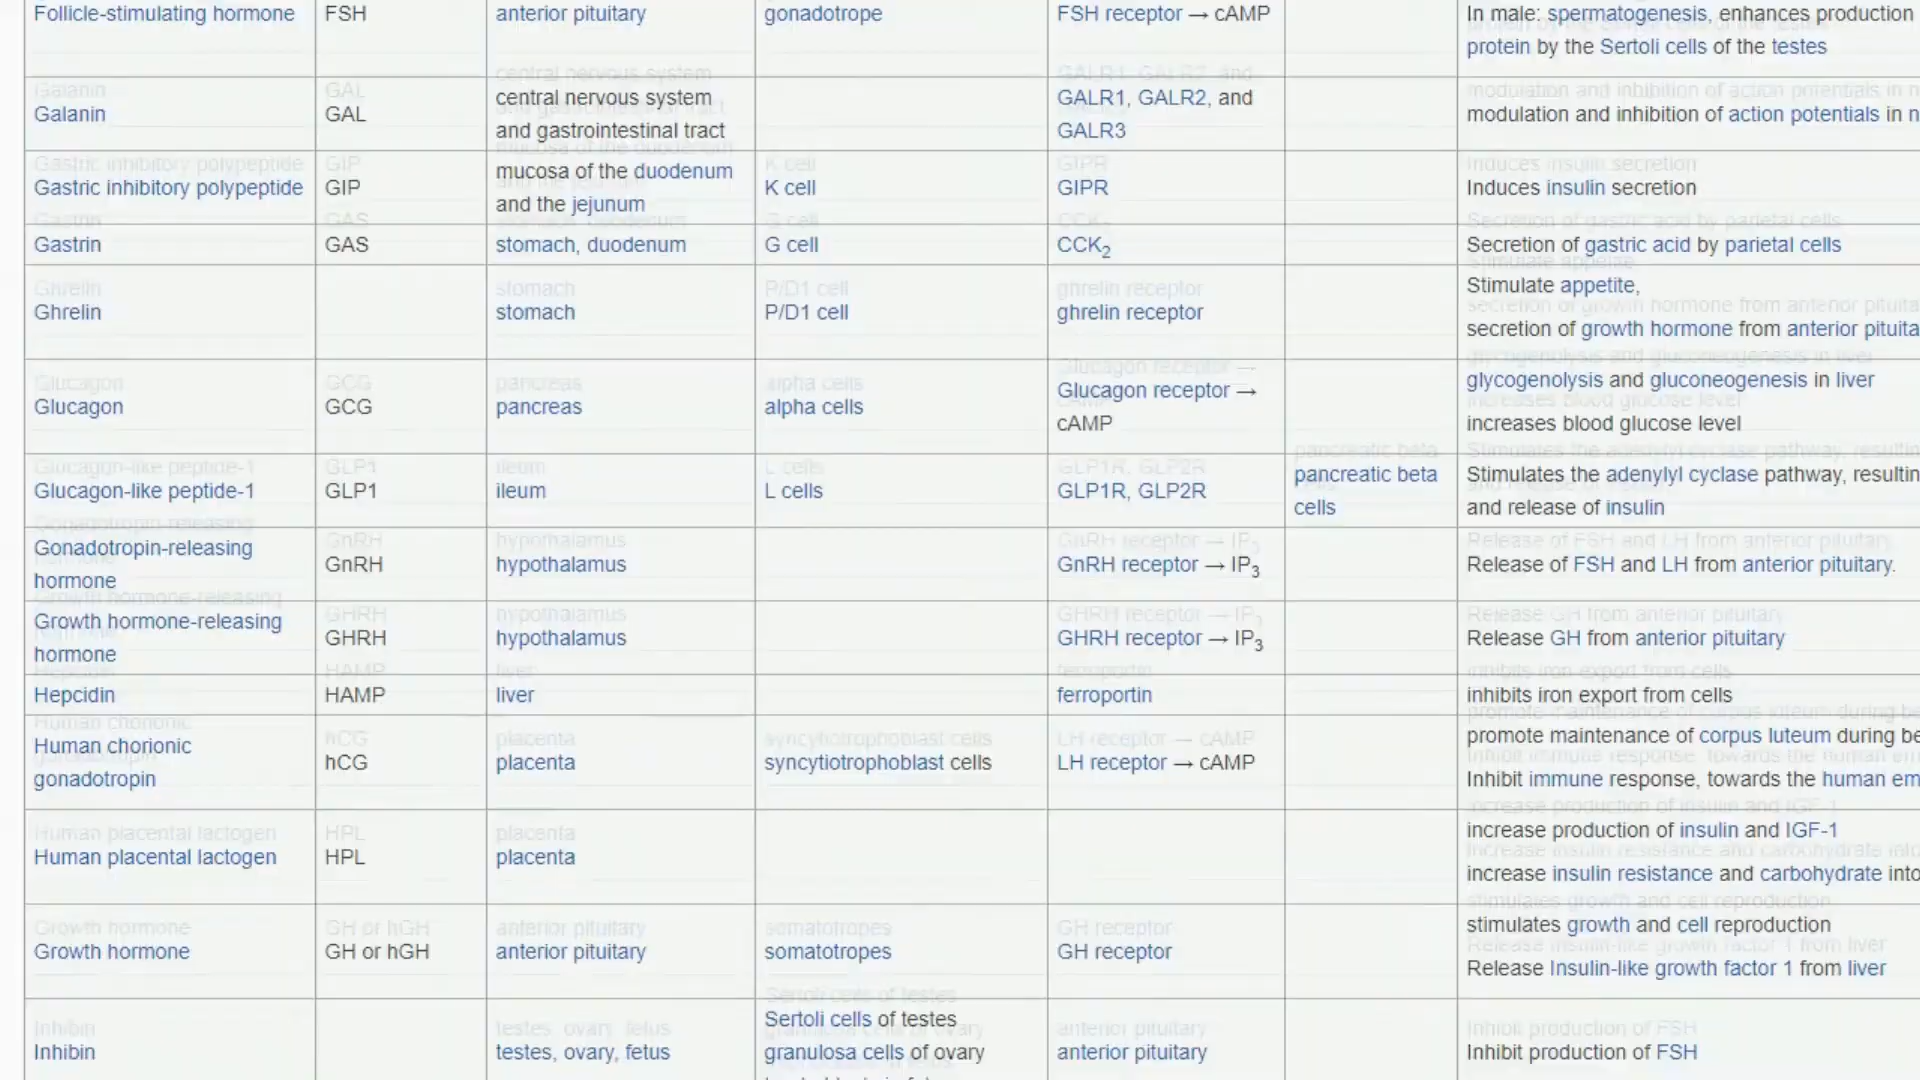 Follicle-stimulating hormone FSH anterior pituitary gonadotrope FSH receptor → cAMP In male: spermatogenesis, enhances production
protein by the Sertoli cells of the testes
Galanin GAL central nervous system
and gastrointestinal tract GALR1, GALR2, and
GALR3 modulation and inhibition of action potentials in n
Gastric inhibitory polypeptide GIP mucosa of the duodenum
and the jejunum K cell GIPR Induces insulin secretion
Gastrin GAS stomach, duodenum G cell CCK2 Secretion of gastric acid by parietal cells
Ghrelin stomach P/D1 cell ghrelin receptor Stimulate appetite,
secretion of growth hormone from anterior pituita
Glucagon GCG pancreas alpha cells Glucagon receptor →
cAMP glycogenolysis and gluconeogenesis in liver
increases blood glucose level
Glucagon-like peptide-1 GLP1 ileum L cells GLP1R, GLP2R pancreatic beta
cells Stimulates the adenylyl cyclase pathway, resultin
and release of insulin
Gonadotropin-releasing
hormone GnRH hypothalamus GnRH receptor → IP3 Release of FSH and LH from anterior pituitary.
Growth hormone-releasing
hormone GHRH hypothalamus GHRH receptor → IP3 Release GH from anterior pituitary
Hepcidin HAMP liver ferroportin inhibits iron export from cells
Human chorionic
gonadotropin hCG placenta syncytiotrophoblast cells LH receptor → cAMP promote maintenance of corpus luteum during be
Inhibit immune response, towards the human em
Human placental lactogen HPL placenta increase production of insulin and IGF-1
increase insulin resistance and carbohydrate into
Growth hormone GH or hGH anterior pituitary somatotropes GH receptor stimulates growth and cell reproduction
Release Insulin-like growth factor 1 from liver
Inhibin testes, ovary, fetus Sertoli cells of testes
granulosa cells of ovary anterior pituitary Inhibit production of FSH